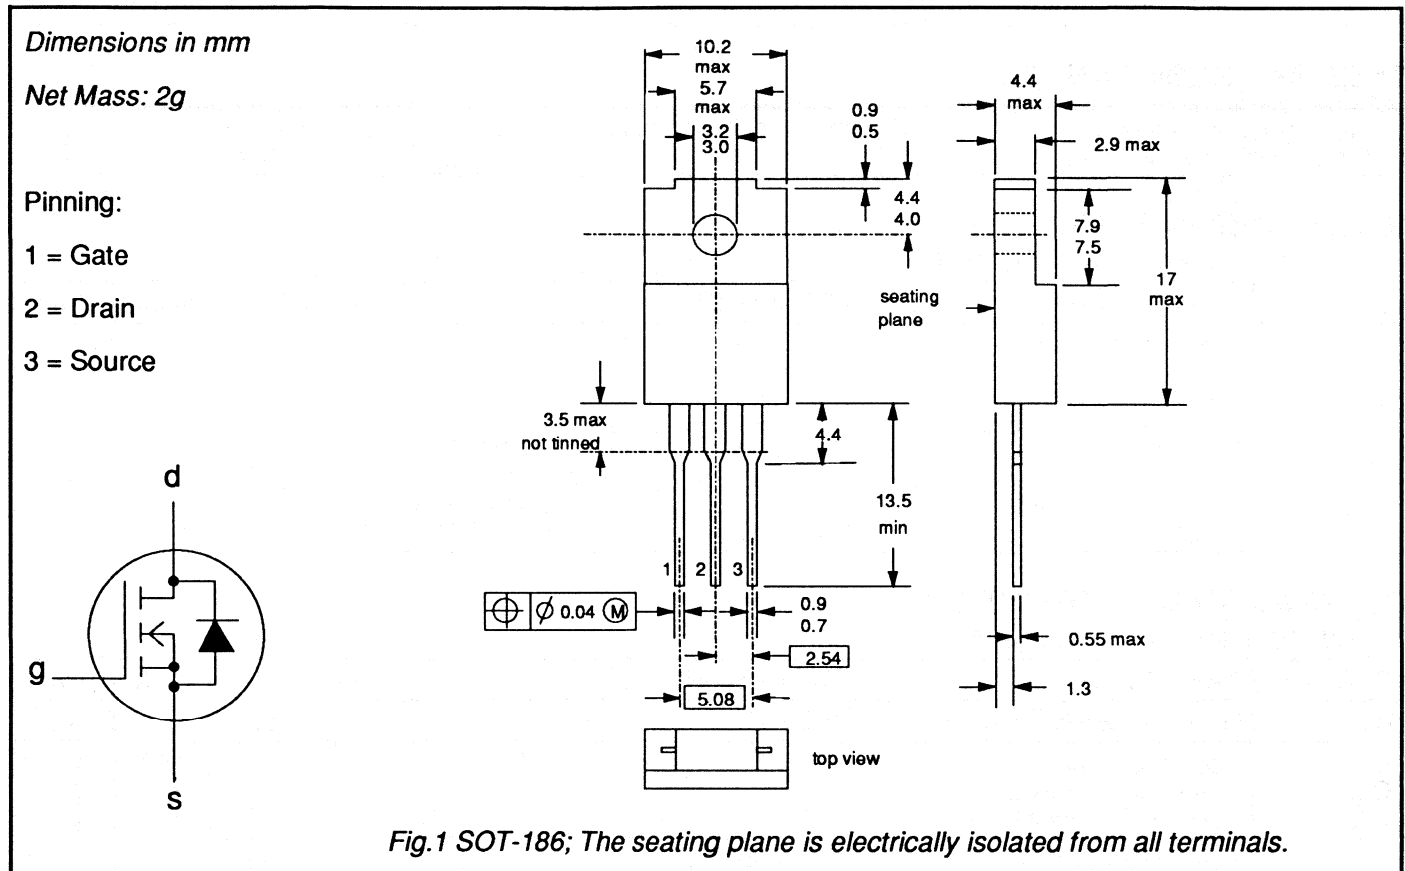 Dimensions in mm
Net Mass: 2g
Pinning:
1 = Gate
2 = Drain
3 = Source
d
g
s
10.2
max
5.7
max
3.2
3.0
0.9
0.5
4.4
4.0
seating
plane
3.5 max
not tinned
4.4
13.5
min
1 2 3
Ø 0.04 Ⓜ
0.9
0.7
2.54
5.08
top view
4.4
max
2.9 max
7.9
7.5
17
max
0.55 max
1.3
Fig.1 SOT-186; The seating plane is electrically isolated from all terminals.